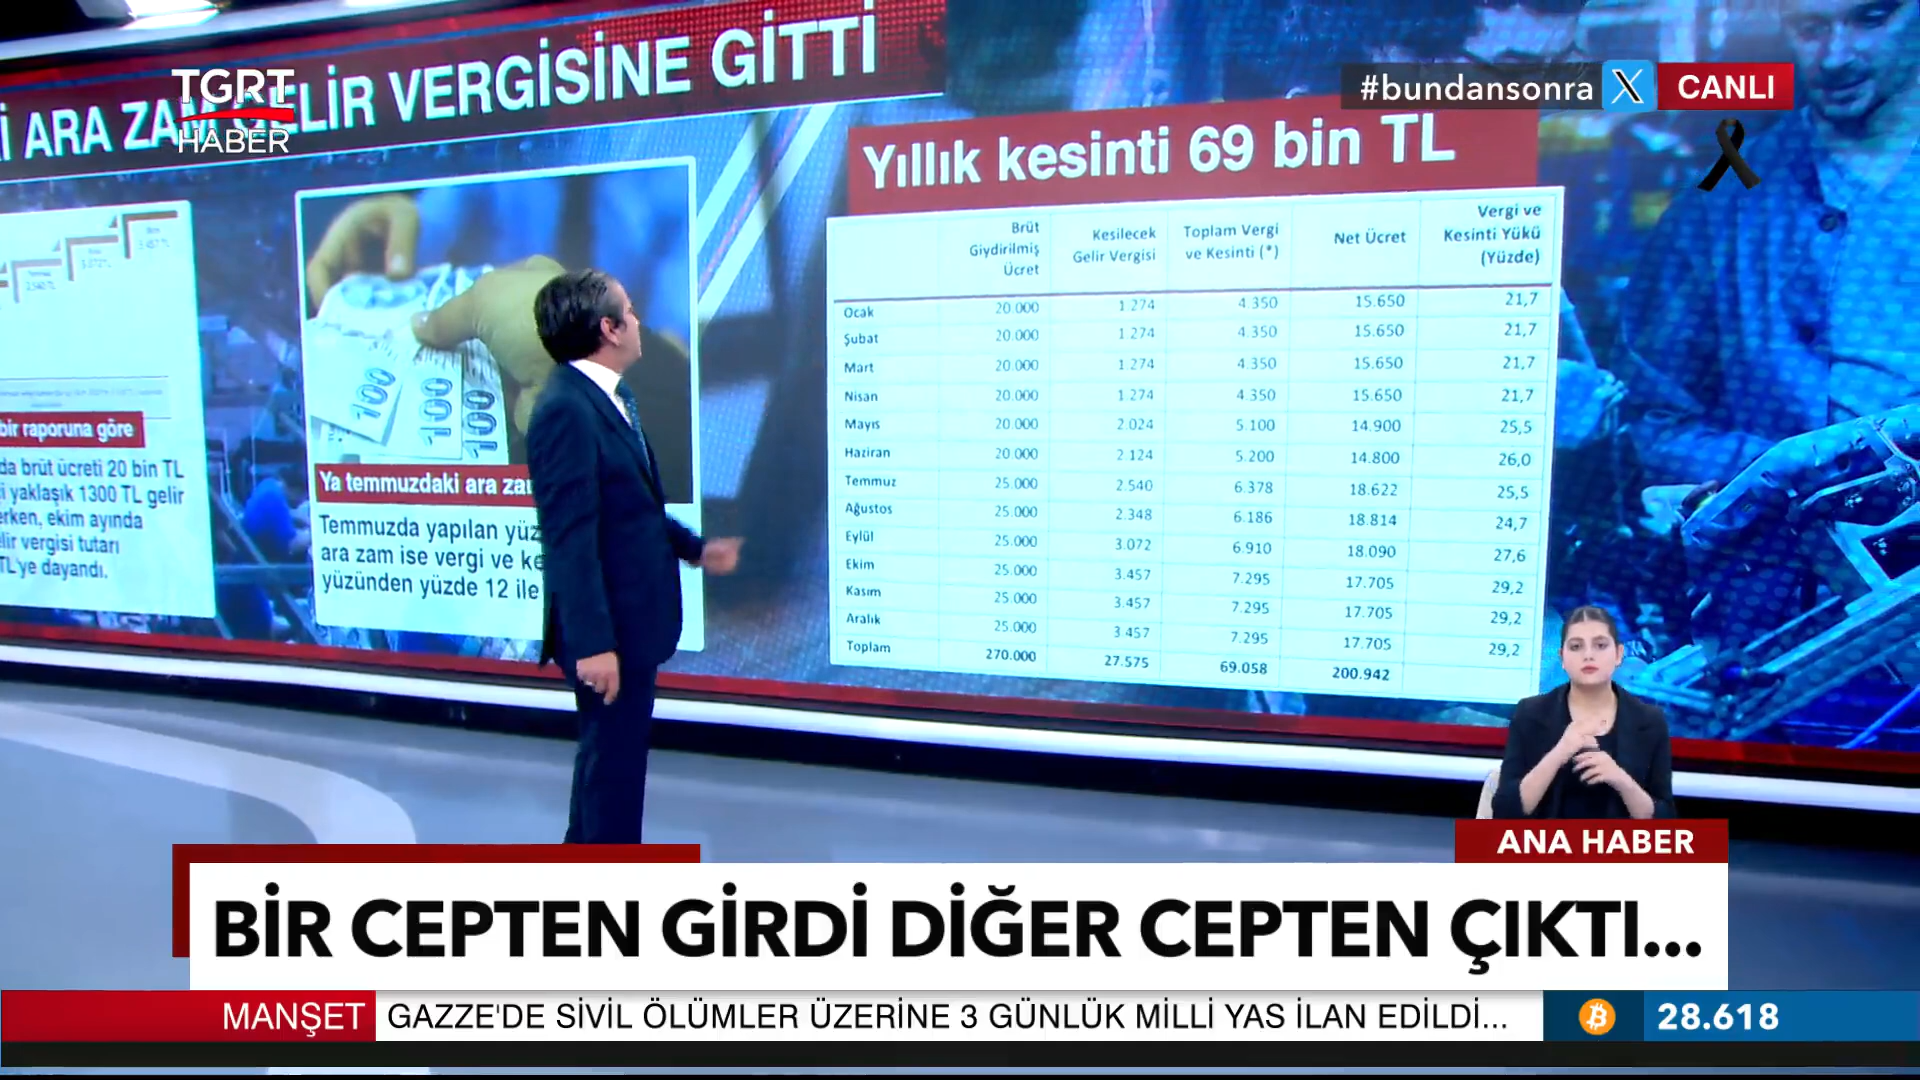 İ ARA ZAM GELİR VERGİSİNE GİTTİ
TGRT
HABER
#bundansonra
X
CANLI
bir raporuna göre
da brüt ücreti 20 bin TL
i yaklaşık 1300 TL gelir
erken, ekim ayında
lir vergisi tutarı
TL'ye dayandı.
100 100 100
Ya temmuzdaki ara zam
Temmuzda yapılan yüz
ara zam ise vergi ve ke
yüzünden yüzde 12 ile
Yıllık kesinti 69 bin TL
Brüt Giydirilmiş Ücret Kesilecek Gelir Vergisi Toplam Vergi ve Kesinti (*) Net Ücret Vergi ve Kesinti Yükü (Yüzde)
Ocak 20.000 1.274 4.350 15.650 21,7
Şubat 20.000 1.274 4.350 15.650 21,7
Mart 20.000 1.274 4.350 15.650 21,7
Nisan 20.000 1.274 4.350 15.650 21,7
Mayıs 20.000 2.024 5.100 14.900 25,5
Haziran 20.000 2.124 5.200 14.800 26,0
Temmuz 25.000 2.540 6.378 18.622 25,5
Ağustos 25.000 2.348 6.186 18.814 24,7
Eylül 25.000 3.072 6.910 18.090 27,6
Ekim 25.000 3.457 7.295 17.705 29,2
Kasım 25.000 3.457 7.295 17.705 29,2
Aralık 25.000 3.457 7.295 17.705 29,2
Toplam 270.000 27.575 69.058 200.942
ANA HABER
BİR CEPTEN GİRDİ DİĞER CEPTEN ÇIKTI...
MANŞET GAZZE'DE SİVİL ÖLÜMLER ÜZERİNE 3 GÜNLÜK MİLLİ YAS İLAN EDİLDİ... 28.618